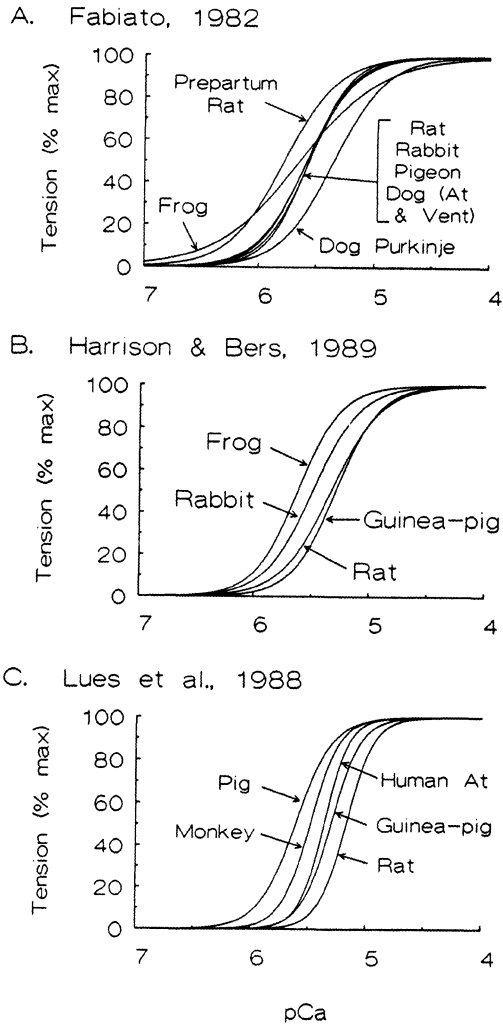 A. Fabiato, 1982
Tension (% max)
100
80
60
40
20
0
Prepartum
Rat
Frog
Rat
Rabbit
Pigeon
Dog (At
& Vent)
Dog Purkinje
7 6 5 4
B. Harrison & Bers, 1989
Tension (% max)
100
80
60
40
20
0
Frog
Rabbit
Guinea-pig
Rat
7 6 5 4
C. Lues et al., 1988
Tension (% max)
100
80
60
40
20
0
Pig
Monkey
Human At
Guinea-pig
Rat
7 6 5 4
pCa